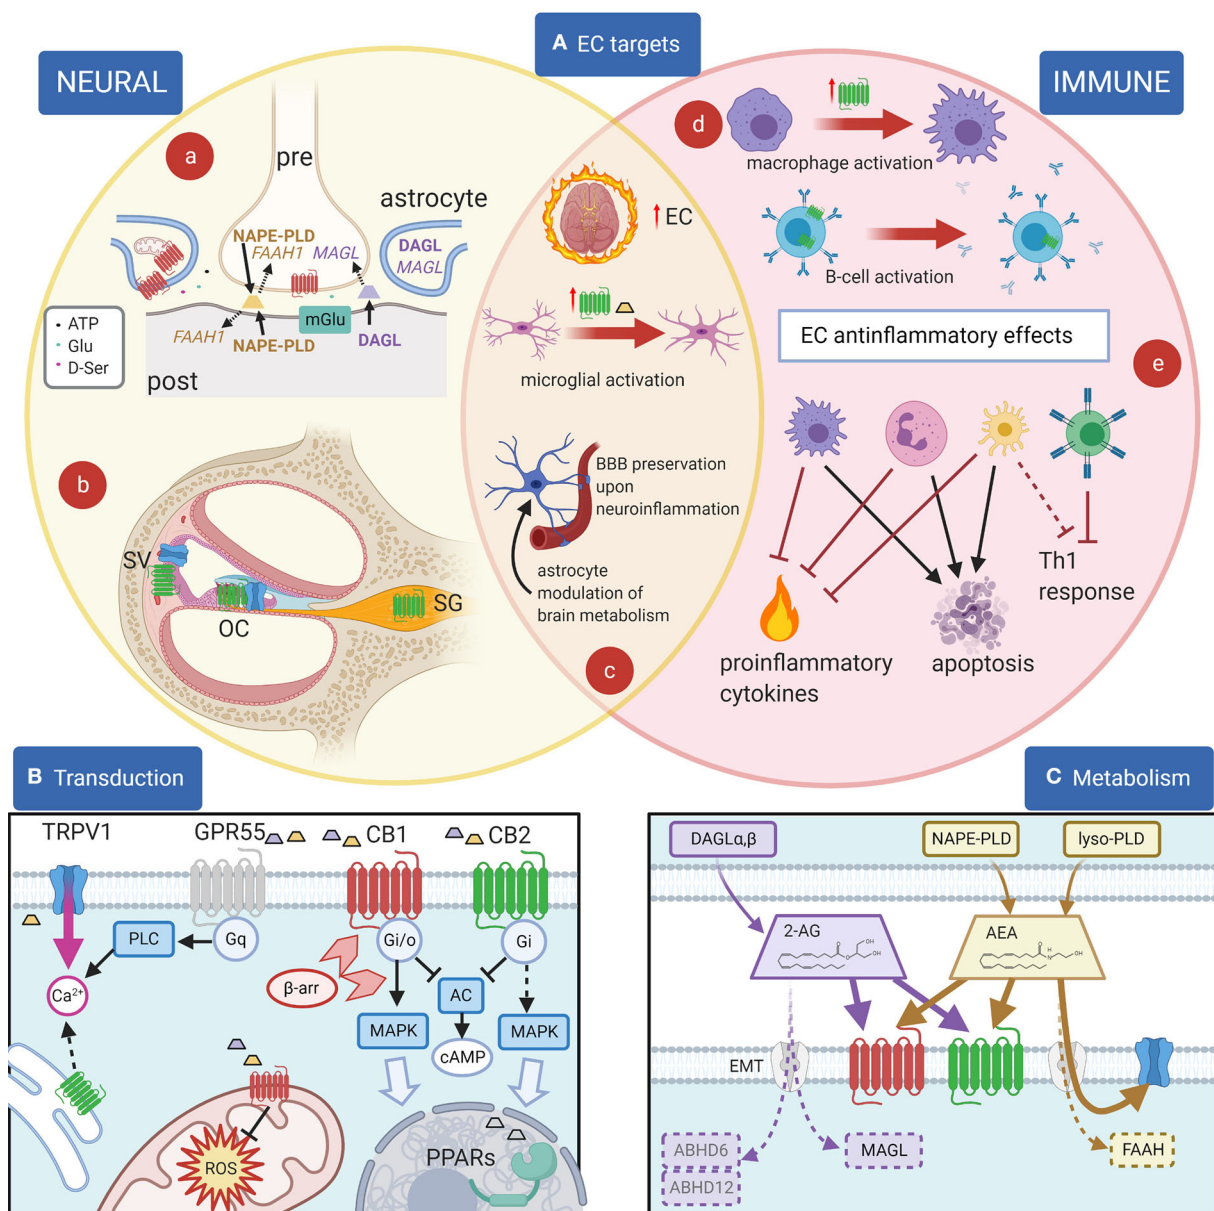 A EC targets
NEURAL
IMMUNE
a
pre
astrocyte
NAPE-PLD
FAAH1
MAGL
DAGL
MAGL
ATP
Glu
D-Ser
mGlu
FAAH1
NAPE-PLD
DAGL
post
b
SV
OC
SG
EC
microglial activation
BBB preservation
upon
neuroinflammation
astrocyte
modulation of
brain metabolism
c
d
macrophage activation
B-cell activation
EC antinflammatory effects
e
Th1
response
proinflammatory
cytokines
apoptosis
B Transduction
TRPV1
GPR55
CB1
CB2
PLC
Gq
Gi/o
Gi
Ca2+
β-arr
AC
MAPK
cAMP
MAPK
ROS
PPARs
C Metabolism
DAGLα,β
NAPE-PLD
lyso-PLD
2-AG
OH
O
O
OH
AEA
O
N
H
OH
EMT
ABHD6
ABHD12
MAGL
FAAH